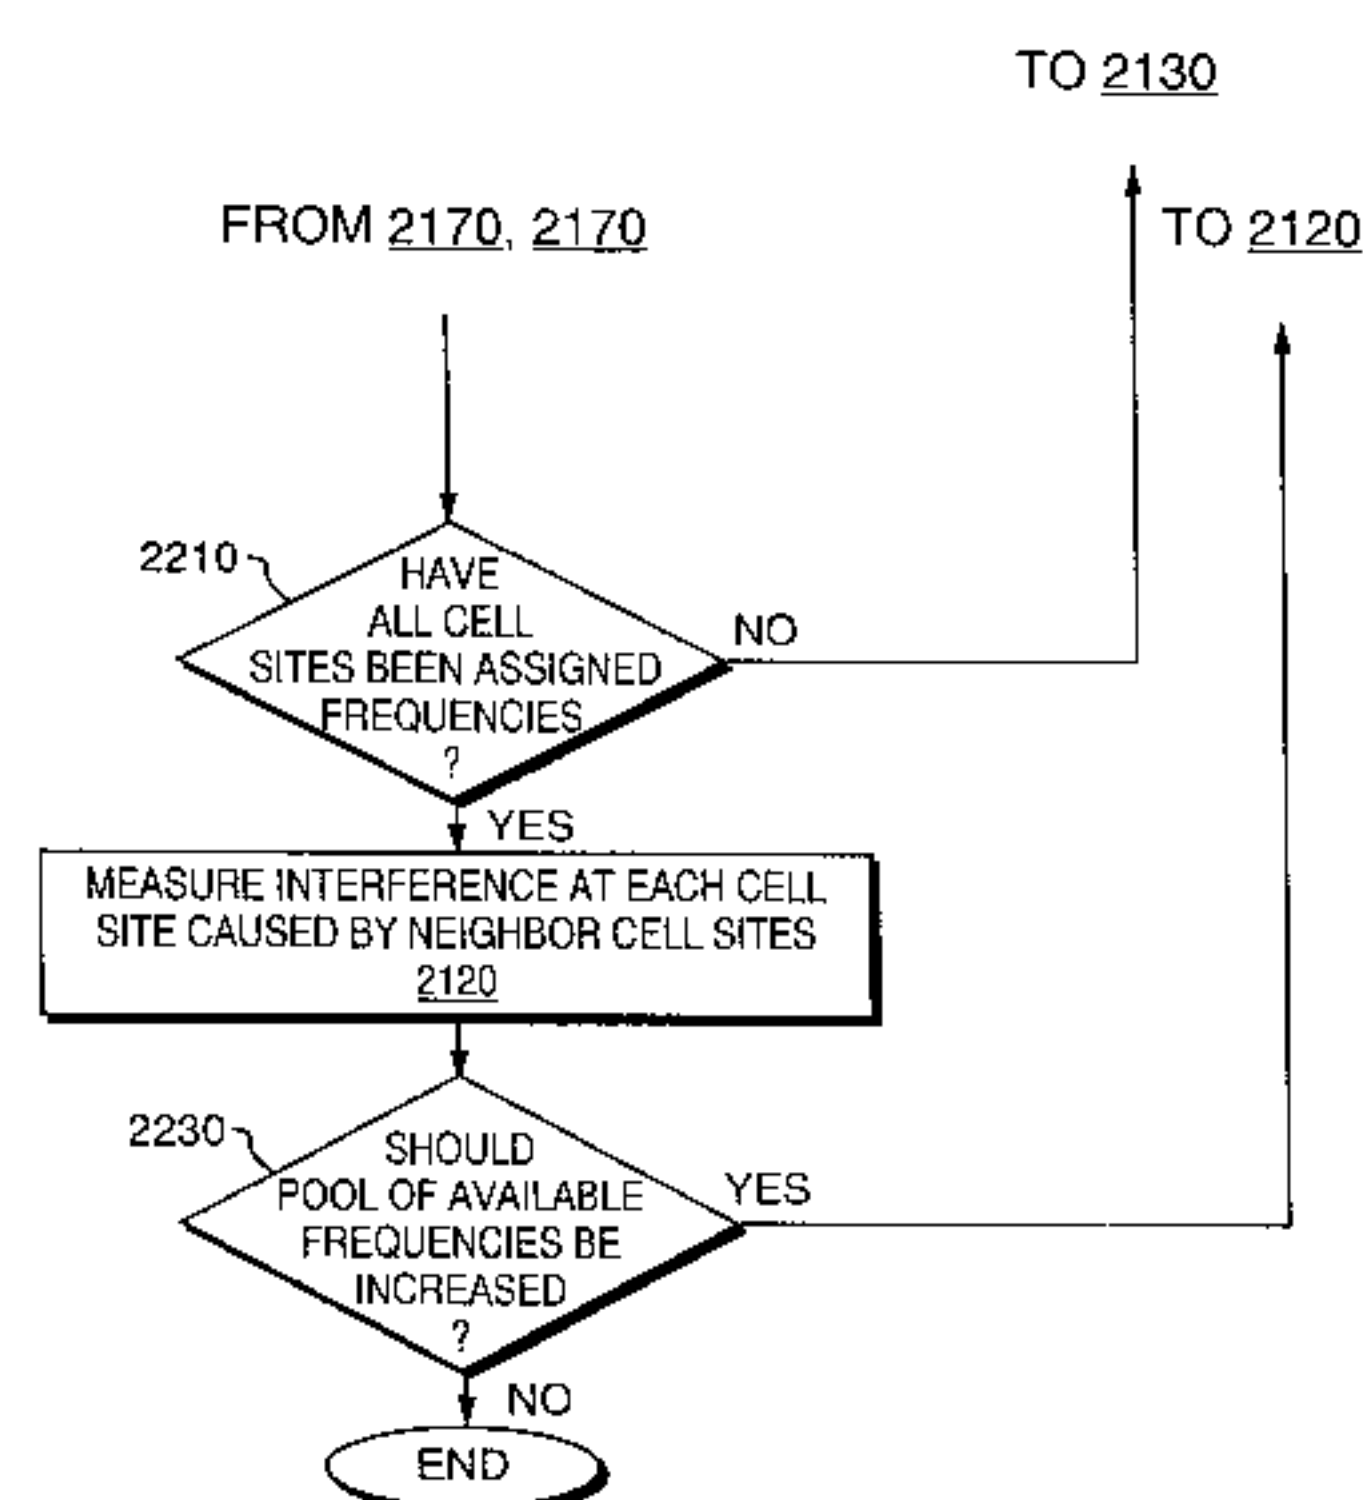 TO 2130
FROM 2170, 2170
TO 2120
2210
HAVE
ALL CELL
SITES BEEN ASSIGNED
FREQUENCIES
?
NO
YES
MEASURE INTERFERENCE AT EACH CELL
SITE CAUSED BY NEIGHBOR CELL SITES
2120
2230
SHOULD
POOL OF AVAILABLE
FREQUENCIES BE
INCREASED
?
YES
NO
END